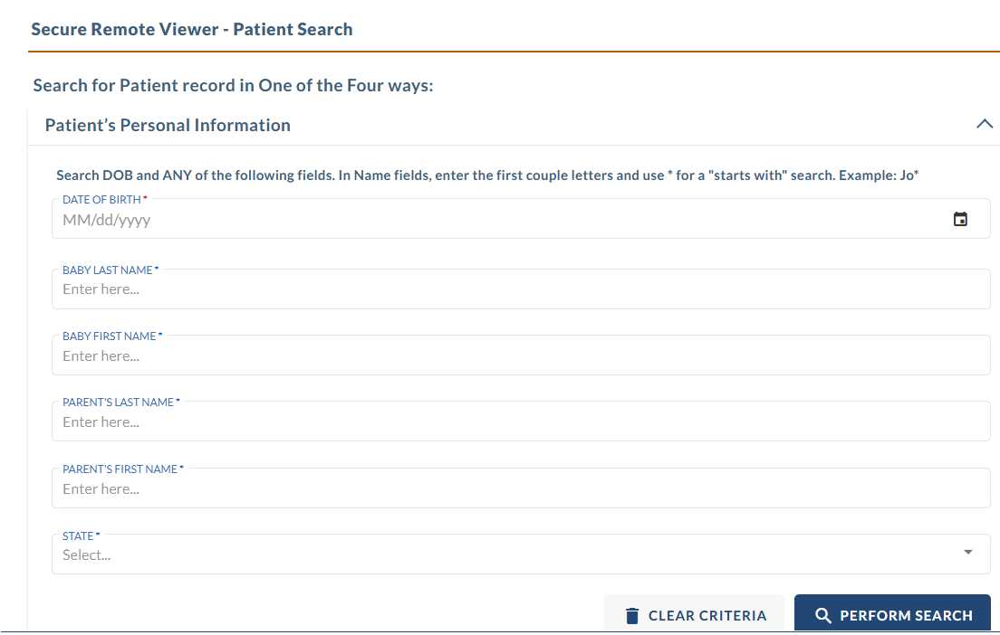 Secure Remote Viewer - Patient Search
Search for Patient record in One of the Four ways:
Patient’s Personal Information
Search DOB and ANY of the following fields. In Name fields, enter the first couple letters and use * for a "starts with" search. Example: Jo*
DATE OF BIRTH *
MM/dd/yyyy
BABY LAST NAME *
Enter here...
BABY FIRST NAME *
Enter here...
PARENT'S LAST NAME *
Enter here...
PARENT'S FIRST NAME *
Enter here...
STATE *
Select...
CLEAR CRITERIA PERFORM SEARCH